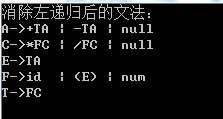 消除左递归后的文法：
A->+TA | -TA | null
C->*FC | /FC | null
E->TA
F->id | (E) | num
T->FC